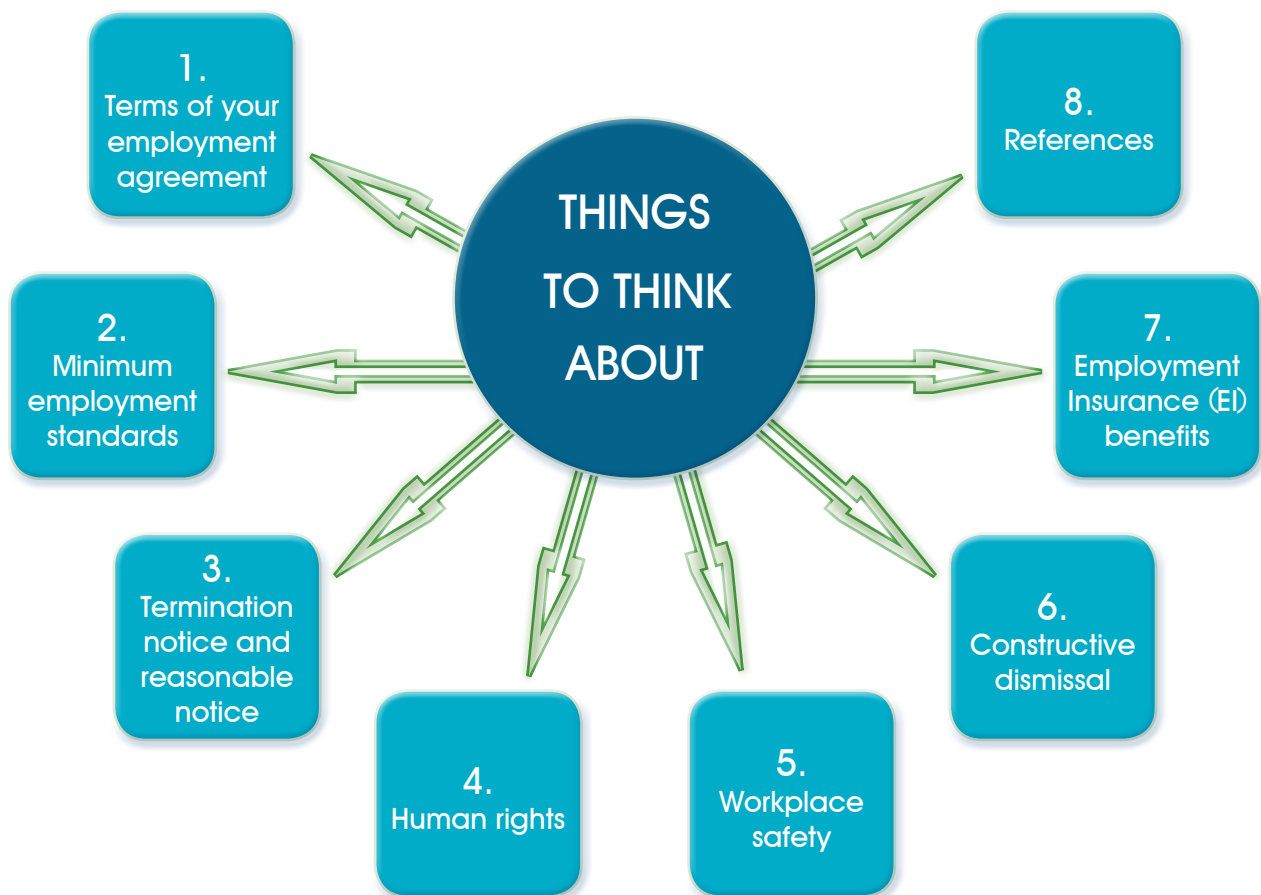 THINGS
TO THINK
ABOUT
1.
Terms of your
employment
agreement
2.
Minimum
employment
standards
3.
Termination
notice and
reasonable
notice
4.
Human rights
5.
Workplace
safety
6.
Constructive
dismissal
7.
Employment
Insurance (EI)
benefits
8.
References